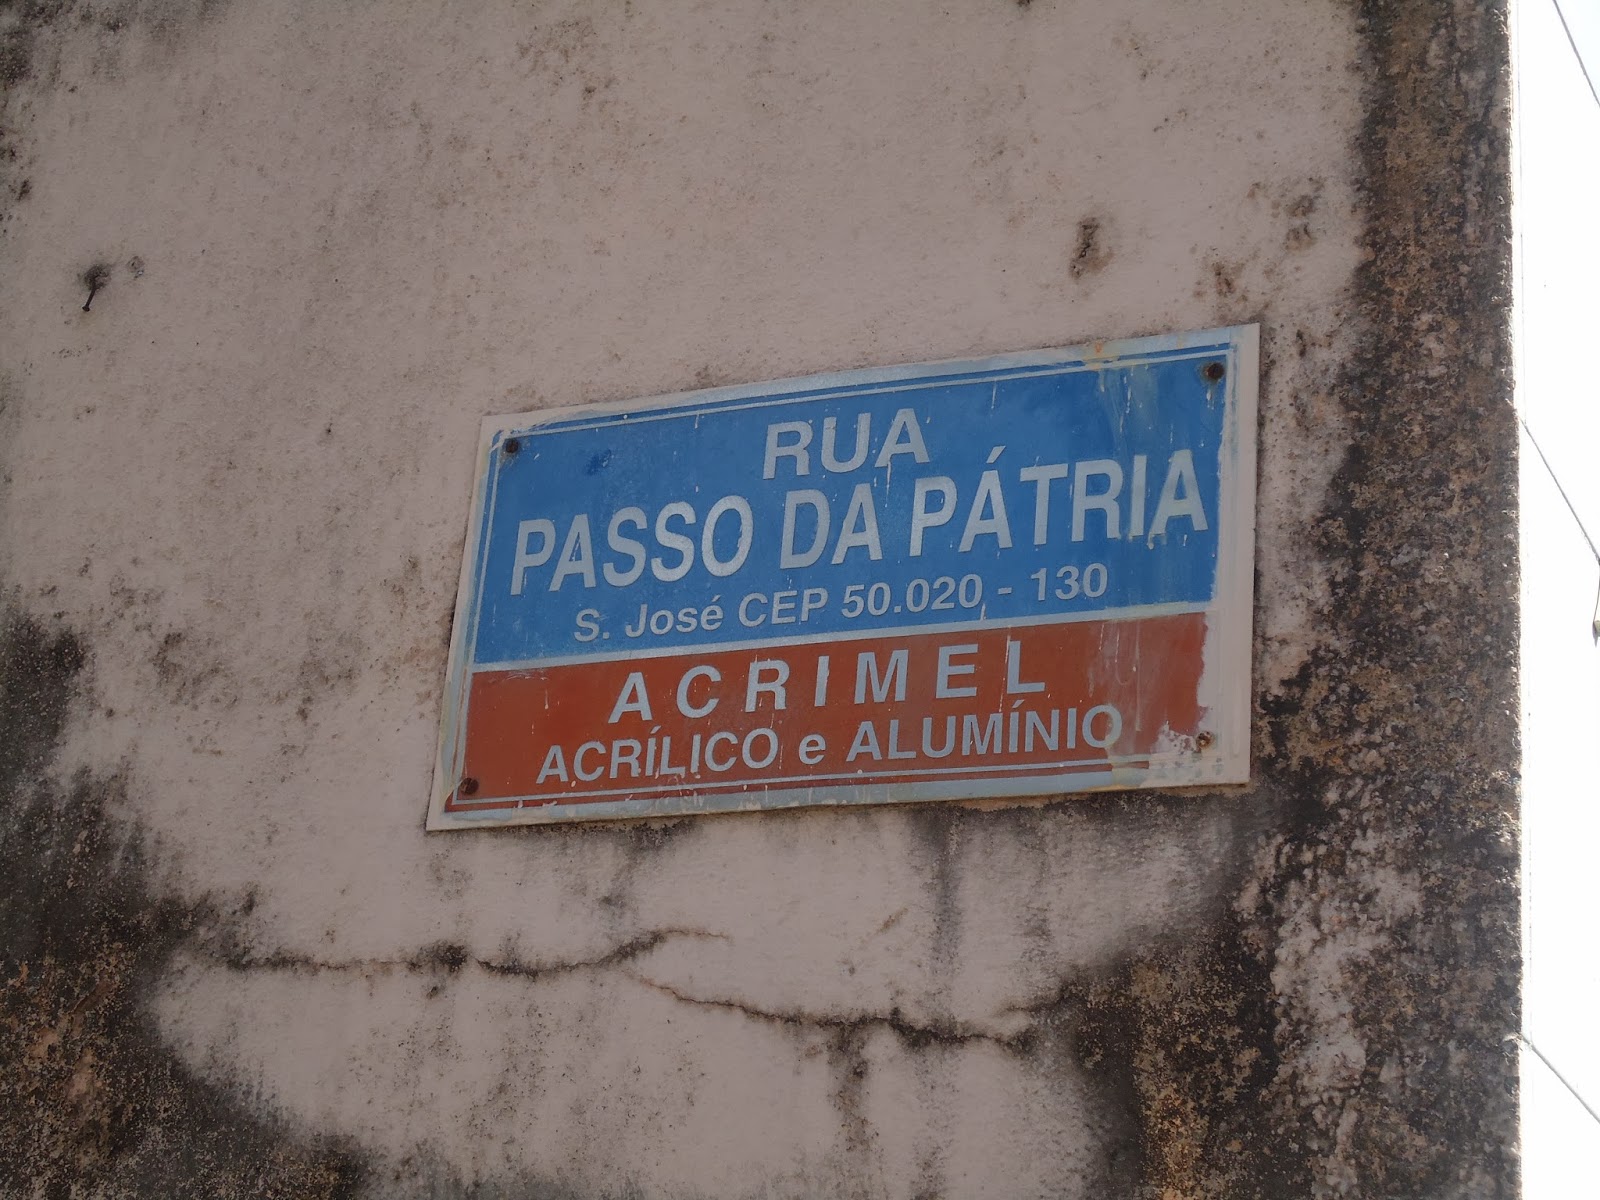 RUA
PASSO DA PÁTRIA
S. José CEP 50.020 - 130
ACRIMEL
ACRÍLICO e ALUMÍNIO